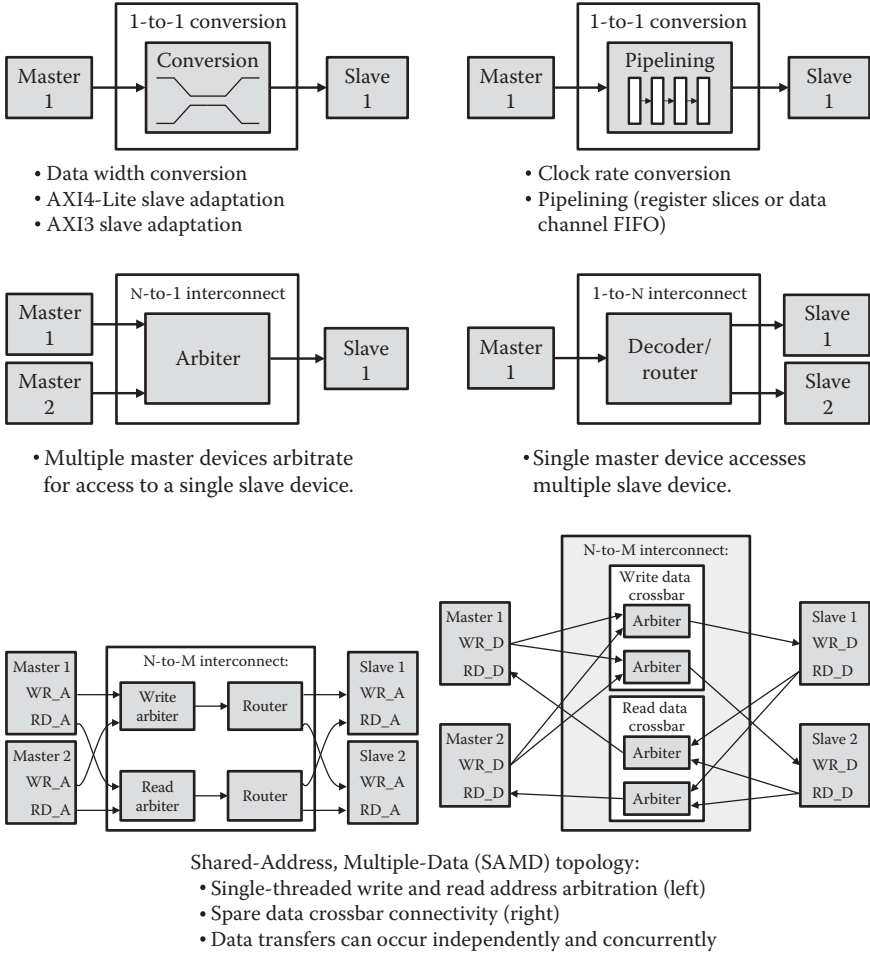 1-to-1 conversion
Master
1
Conversion
Slave
1
• Data width conversion
• AXI4-Lite slave adaptation
• AXI3 slave adaptation
1-to-1 conversion
Master
1
Pipelining
Slave
1
• Clock rate conversion
• Pipelining (register slices or data
channel FIFO)
N-to-1 interconnect
Master
1
Master
2
Arbiter
Slave
1
• Multiple master devices arbitrate
for access to a single slave device.
1-to-N interconnect
Master
1
Decoder/
router
Slave
1
Slave
2
• Single master device accesses
multiple slave device.
N-to-M interconnect:
Master 1
WR_A
RD_A
Master 2
WR_A
RD_A
Write
arbiter
Router
Read
arbiter
Router
Slave 1
WR_A
RD_A
Slave 2
WR_A
RD_A
N-to-M interconnect:
Master 1
WR_D
RD_D
Master 2
WR_D
RD_D
Write data
crossbar
Arbiter
Arbiter
Read data
crossbar
Arbiter
Arbiter
Slave 1
WR_D
RD_D
Slave 2
WR_D
RD_D
Shared-Address, Multiple-Data (SAMD) topology:
• Single-threaded write and read address arbitration (left)
• Spare data crossbar connectivity (right)
• Data transfers can occur independently and concurrently